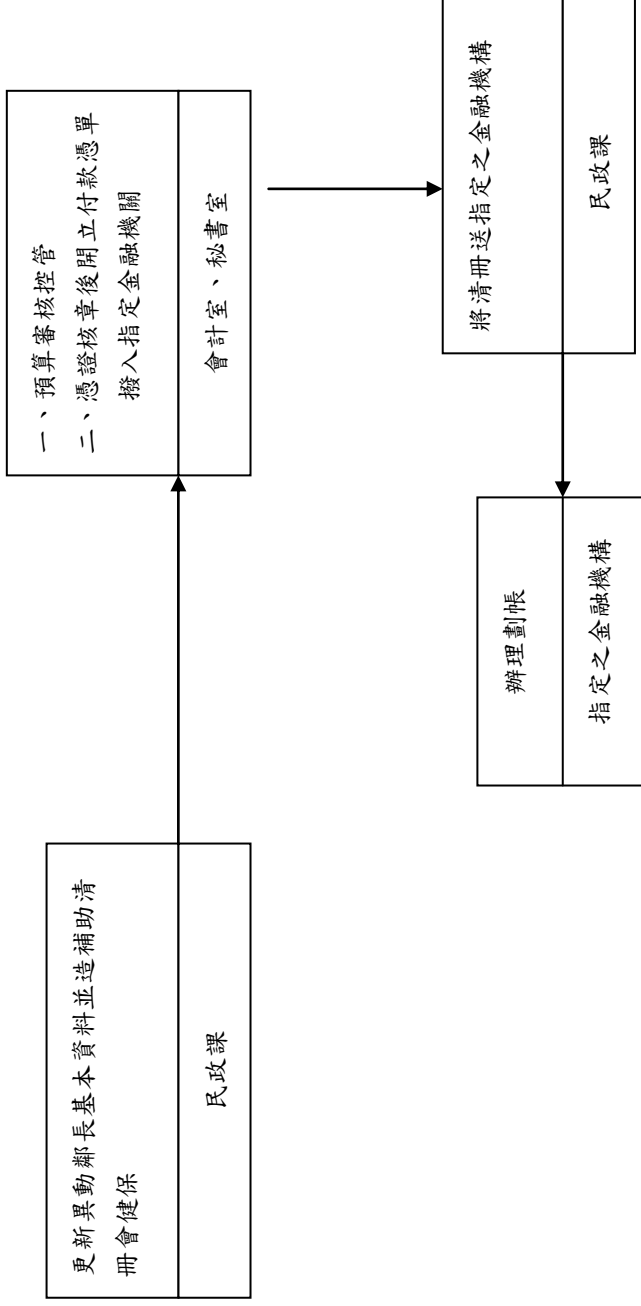 更新異動鄰長基本資料並造補助清
冊會健保
民政課
一、預算審核控管
二、憑證核章後開立付款憑單
撥入指定金融機關
會計室、秘書室
將清冊送指定之金融機構
民政課
辦理劃帳
指定之金融機構